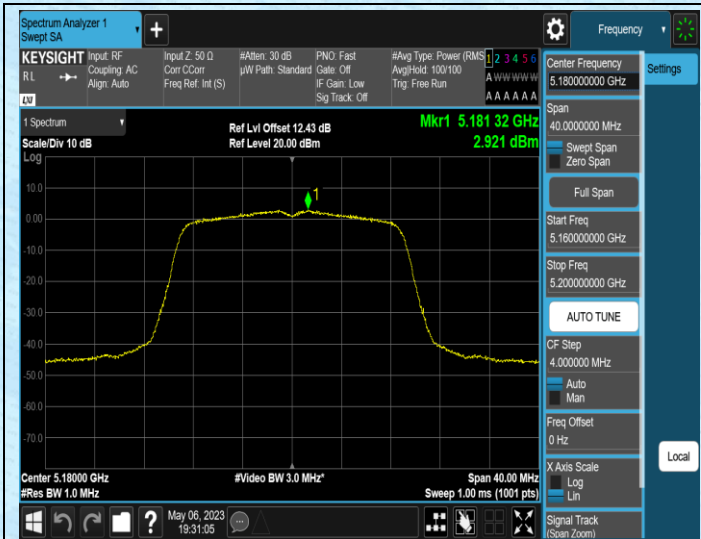 Spectrum Analyzer 1
Swept SA
+
Frequency
KEYSIGHT
RL
LXI
Input: RF
Coupling: AC
Align: Auto
Input Z: 50 Ω
Corr CCorr
Freq Ref: Int (S)
#Atten: 30 dB
µW Path: Standard
PNO: Fast
Gate: Off
IF Gain: Low
Sig Track: Off
#Avg Type: Power (RMS
Avg|Hold: 100/100
Trig: Free Run
1 2 3 4 5 6
A W W W W W
A A A A A A
1 Spectrum
Scale/Div 10 dB
Log
Ref Lvl Offset 12.43 dB
Ref Level 20.00 dBm
Mkr1 5.181 32 GHz
2.921 dBm
1
10.0
0.00
-10.0
-20.0
-30.0
-40.0
-50.0
-60.0
-70.0
Center 5.18000 GHz
#Res BW 1.0 MHz
#Video BW 3.0 MHz*
Span 40.00 MHz
Sweep 1.00 ms (1001 pts)
?
May 06, 2023
19:31:05
Center Frequency
5.180000000 GHz
Settings
Span
40.0000000 MHz
Swept Span
Zero Span
Full Span
Start Freq
5.160000000 GHz
Stop Freq
5.200000000 GHz
AUTO TUNE
CF Step
4.000000 MHz
Auto
Man
Freq Offset
0 Hz
Local
X Axis Scale
Log
Lin
Signal Track
(Span Zoom)